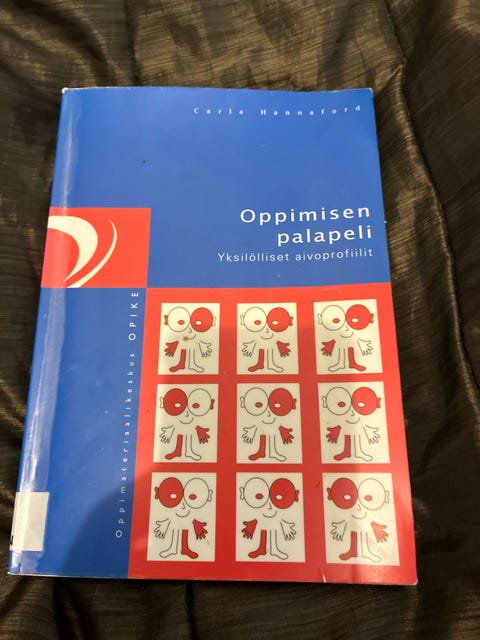 Carla Hannaford
Oppimisen
palapeli
Yksilölliset aivoprofiilit
Oppimateriaalikeskus OPIKE